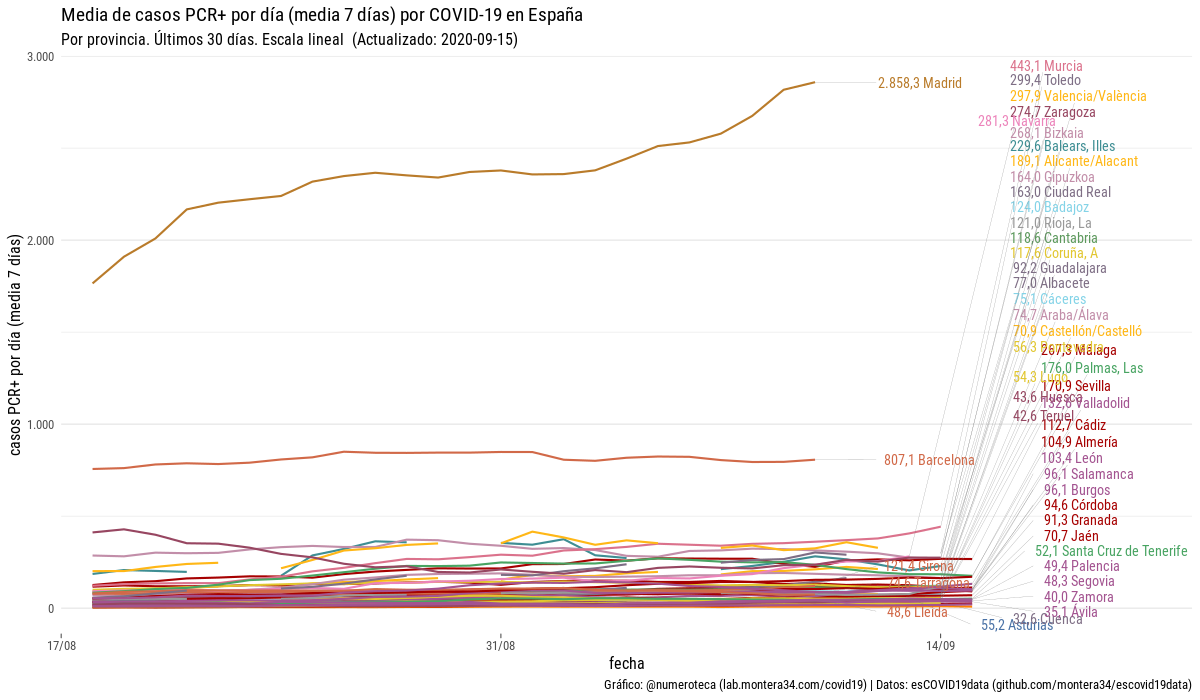 Media de casos PCR+ por día (media 7 días) por COVID-19 en España
Por provincia. Últimos 30 días. Escala lineal (Actualizado: 2020-09-15)
casos PCR+ por día (media 7 días)
3.000
2.000
1.000
0
2.858,3 Madrid
443,1 Murcia
299,4 Toledo
297,9 Valencia/València
274,7 Zaragoza
281,3 Navarra
268,1 Bizkaia
229,6 Balears, Illes
189,1 Alicante/Alacant
164,0 Gipuzkoa
163,0 Ciudad Real
124,0 Badajoz
121,0 Rioja, La
118,6 Cantabria
117,6 Coruña, A
92,2 Guadalajara
77,0 Albacete
75,1 Cáceres
74,7 Araba/Álava
70,9 Castellón/Castelló
56,3 Pontevedra
267,3 Málaga
176,0 Palmas, Las
54,3 Lugo
170,9 Sevilla
43,6 Huesca
132,6 Valladolid
42,6 Teruel
112,7 Cádiz
104,9 Almería
103,4 León
807,1 Barcelona
96,1 Salamanca
96,1 Burgos
94,6 Córdoba
91,3 Granada
70,7 Jaén
52,1 Santa Cruz de Tenerife
121,4 Girona
49,4 Palencia
Tarragona
48,3 Segovia
40,0 Zamora
48,6 Lleida
35,1 Ávila
32,6 Cuenca
55,2 Asturias
17/08
31/08
14/09
fecha
Gráfico: @numeroteca (lab.montera34.com/covid19) | Datos: esCOVID19data (github.com/montera34/escovid19data)